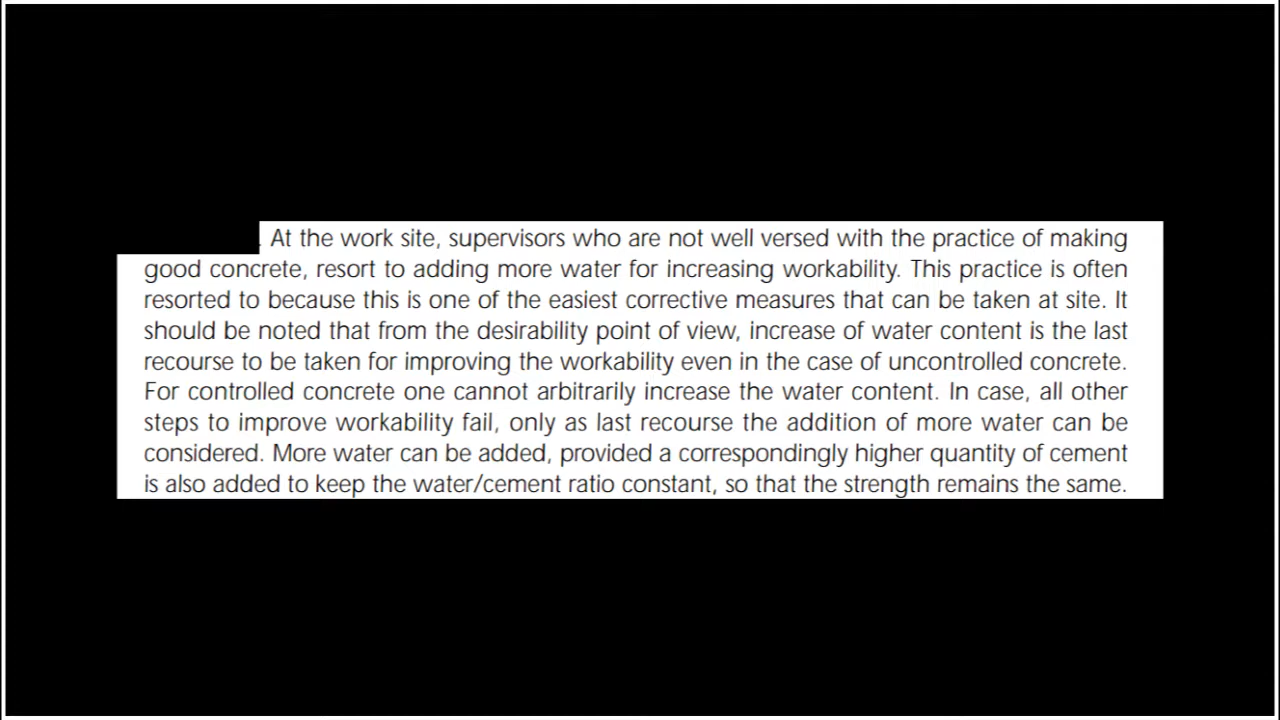 . At the work site, supervisors who are not well versed with the practice of making
good concrete, resort to adding more water for increasing workability. This practice is often
resorted to because this is one of the easiest corrective measures that can be taken at site. It
should be noted that from the desirability point of view, increase of water content is the last
recourse to be taken for improving the workability even in the case of uncontrolled concrete.
For controlled concrete one cannot arbitrarily increase the water content. In case, all other
steps to improve workability fail, only as last recourse the addition of more water can be
considered. More water can be added, provided a correspondingly higher quantity of cement
is also added to keep the water/cement ratio constant, so that the strength remains the same.